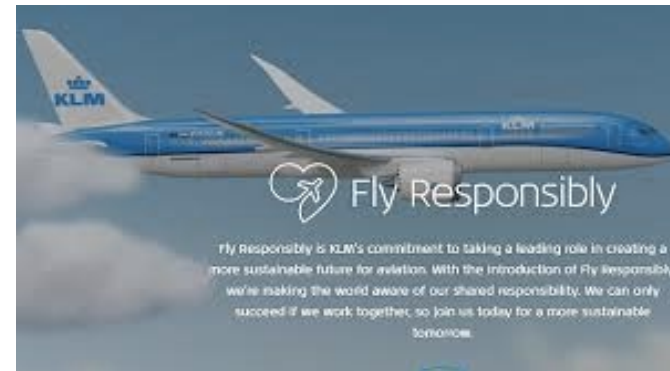 KLM
KLM
Fly Responsibly
Fly Responsibly is KLM's commitment to taking a leading role in creating a
more sustainable future for aviation. With the introduction of Fly Responsibly
we're making the world aware of our shared responsibility. We can only
succeed if we work together, so join us today for a more sustainable
tomorrow.